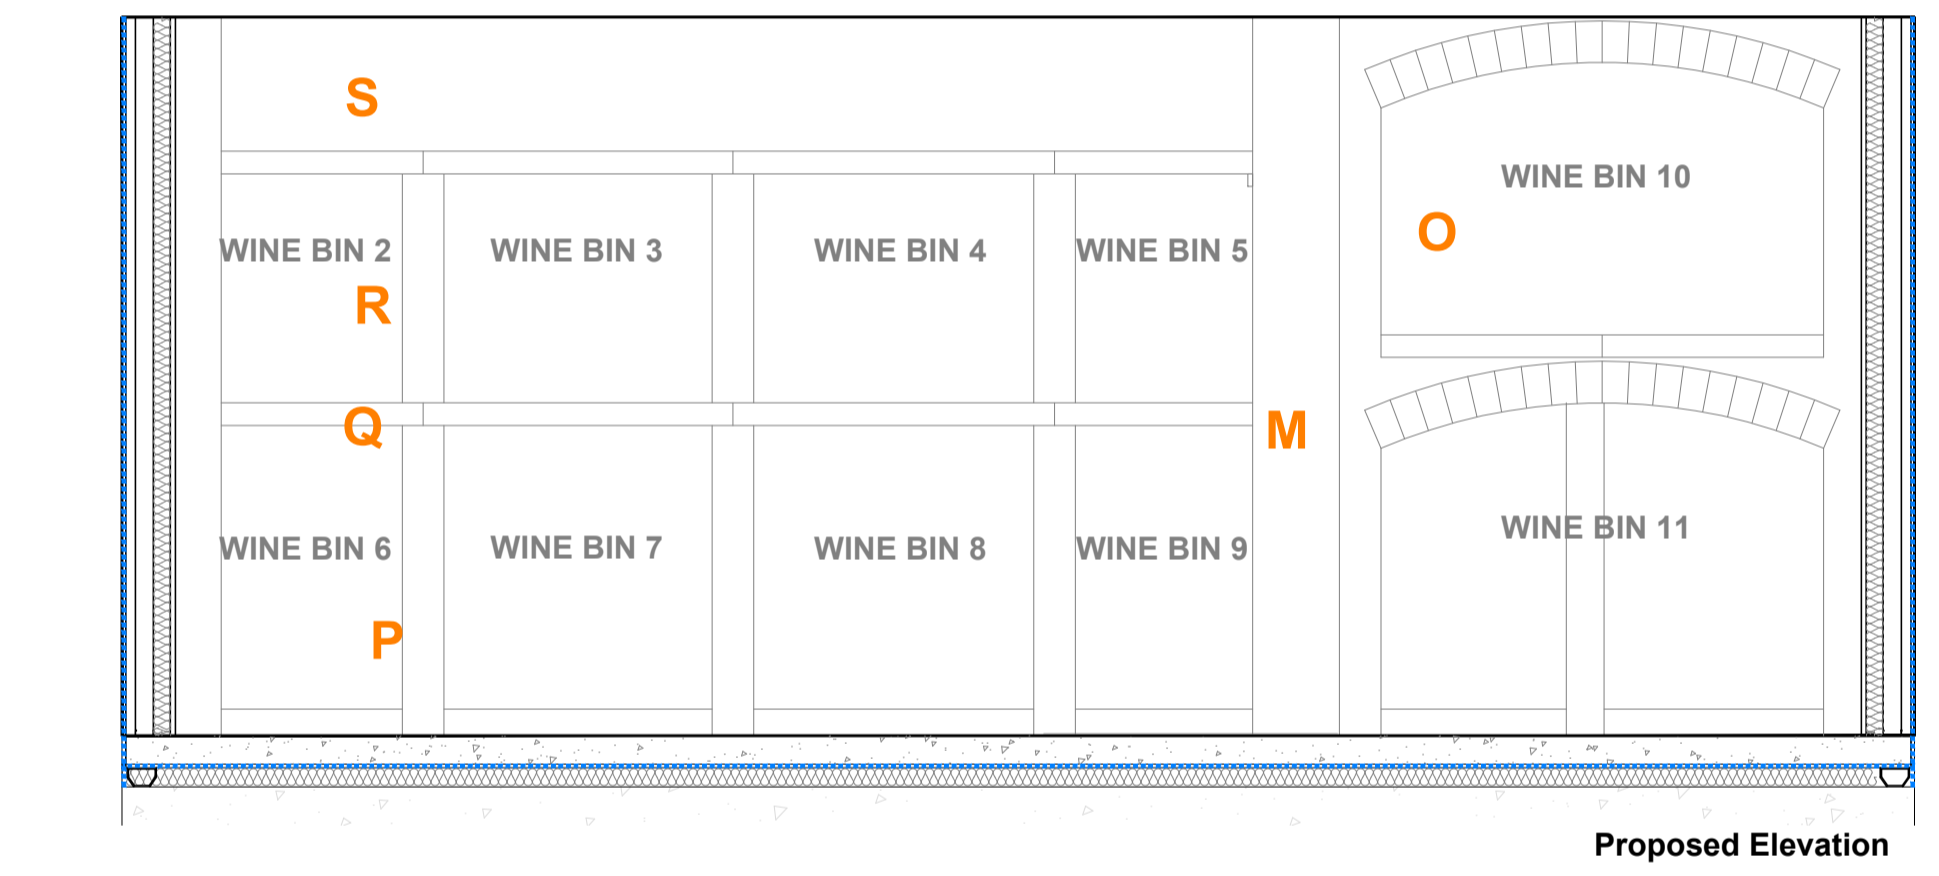 S
WINE BIN 10
O
WINE BIN 2
WINE BIN 3
WINE BIN 4
WINE BIN 5
R
Q
M
WINE BIN 11
WINE BIN 6
WINE BIN 7
WINE BIN 8
WINE BIN 9
P
Proposed Elevation